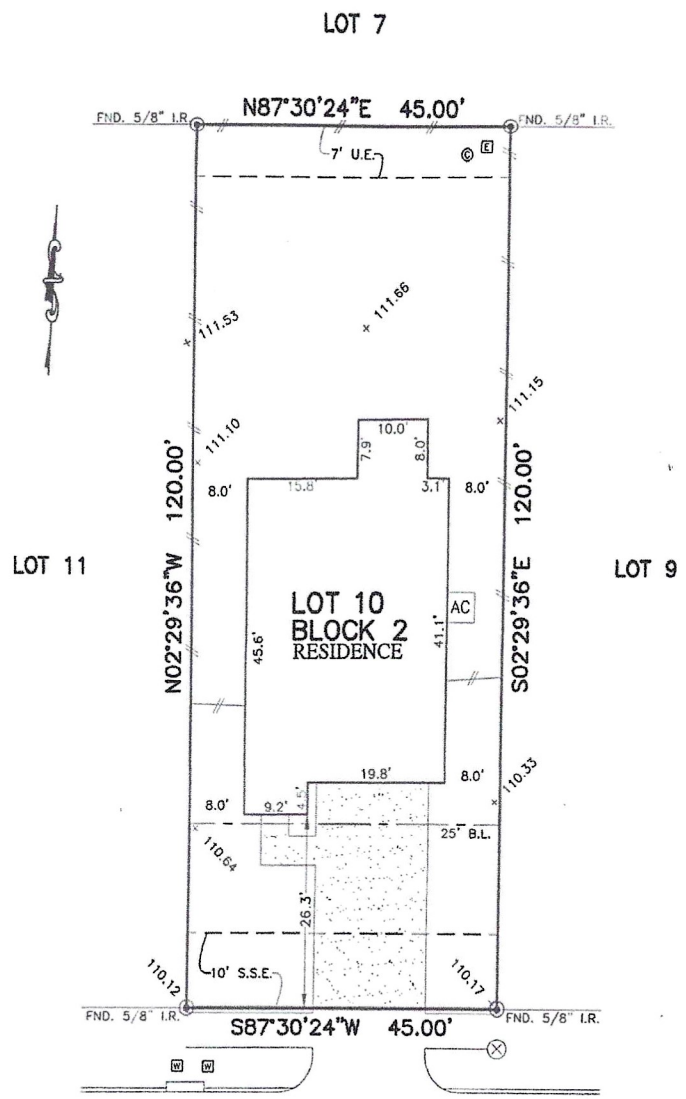 LOT 7
N87°30'24"E 45.00'
FND. 5/8" I.R
FND. 5/8" I.R.
7' U.E.
C
E
111.53
111.66
111.15
111.10
10.0'
7.9'
8.0'
8.0'
15.8'
3.1'
8.0'
N02°29'36"W 120.00'
S02°29'36"E 120.00'
LOT 11
LOT 9
LOT 10
BLOCK 2
RESIDENCE
AC
45.6'
41.1'
19.8'
8.0'
8.0'
9.2'
4.5'
110.33
25' B.L.
110.64
26.3'
10' S.S.E.
110.12
110.17
FND. 5/8" I.R.
FND. 5/8" I.R.
S87°30'24"W 45.00'
W
W